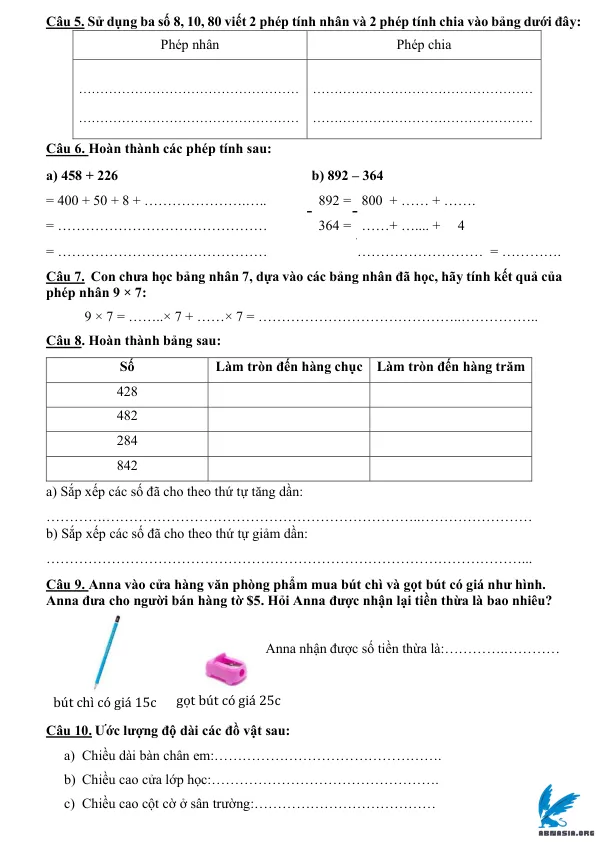 Câu 5. Sử dụng ba số 8, 10, 80 viết 2 phép tính nhân và 2 phép tính chia vào bảng dưới đây:
Phép nhân Phép chia
…………………………………………… ……………………………………………
…………………………………………… ……………………………………………
Câu 6. Hoàn thành các phép tính sau:
a) 458 + 226 b) 892 – 364
= 400 + 50 + 8 + ………………….….. 892 = 800 + …… + …….
= ……………………………………… - 364 = - ……+ ….... + 4
= ……………………………………… ……………………… = ………….
Câu 7. Con chưa học bảng nhân 7, dựa vào các bảng nhân đã học, hãy tính kết quả của
phép nhân 9 × 7:
9 × 7 = ……..× 7 + ……× 7 = ……………………………………..……………..
Câu 8. Hoàn thành bảng sau:
Số Làm tròn đến hàng chục Làm tròn đến hàng trăm
428
482
284
842
a) Sắp xếp các số đã cho theo thứ tự tăng dần:
………….…………………………………………………………..……………………
b) Sắp xếp các số đã cho theo thứ tự giảm dần:
…………………………………………………………………………………………...
Câu 9. Anna vào cửa hàng văn phòng phẩm mua bút chì và gọt bút có giá như hình.
Anna đưa cho người bán hàng tờ $5. Hỏi Anna được nhận lại tiền thừa là bao nhiêu?
Anna nhận được số tiền thừa là:………….…………
bút chì có giá 15c gọt bút có giá 25c
Câu 10. Ước lượng độ dài các đồ vật sau:
a) Chiều dài bàn chân em:………………………………………….
b) Chiều cao cửa lớp học:………………………………………….
c) Chiều cao cột cờ ở sân trường:…………………………………
ABNASIA.ORG